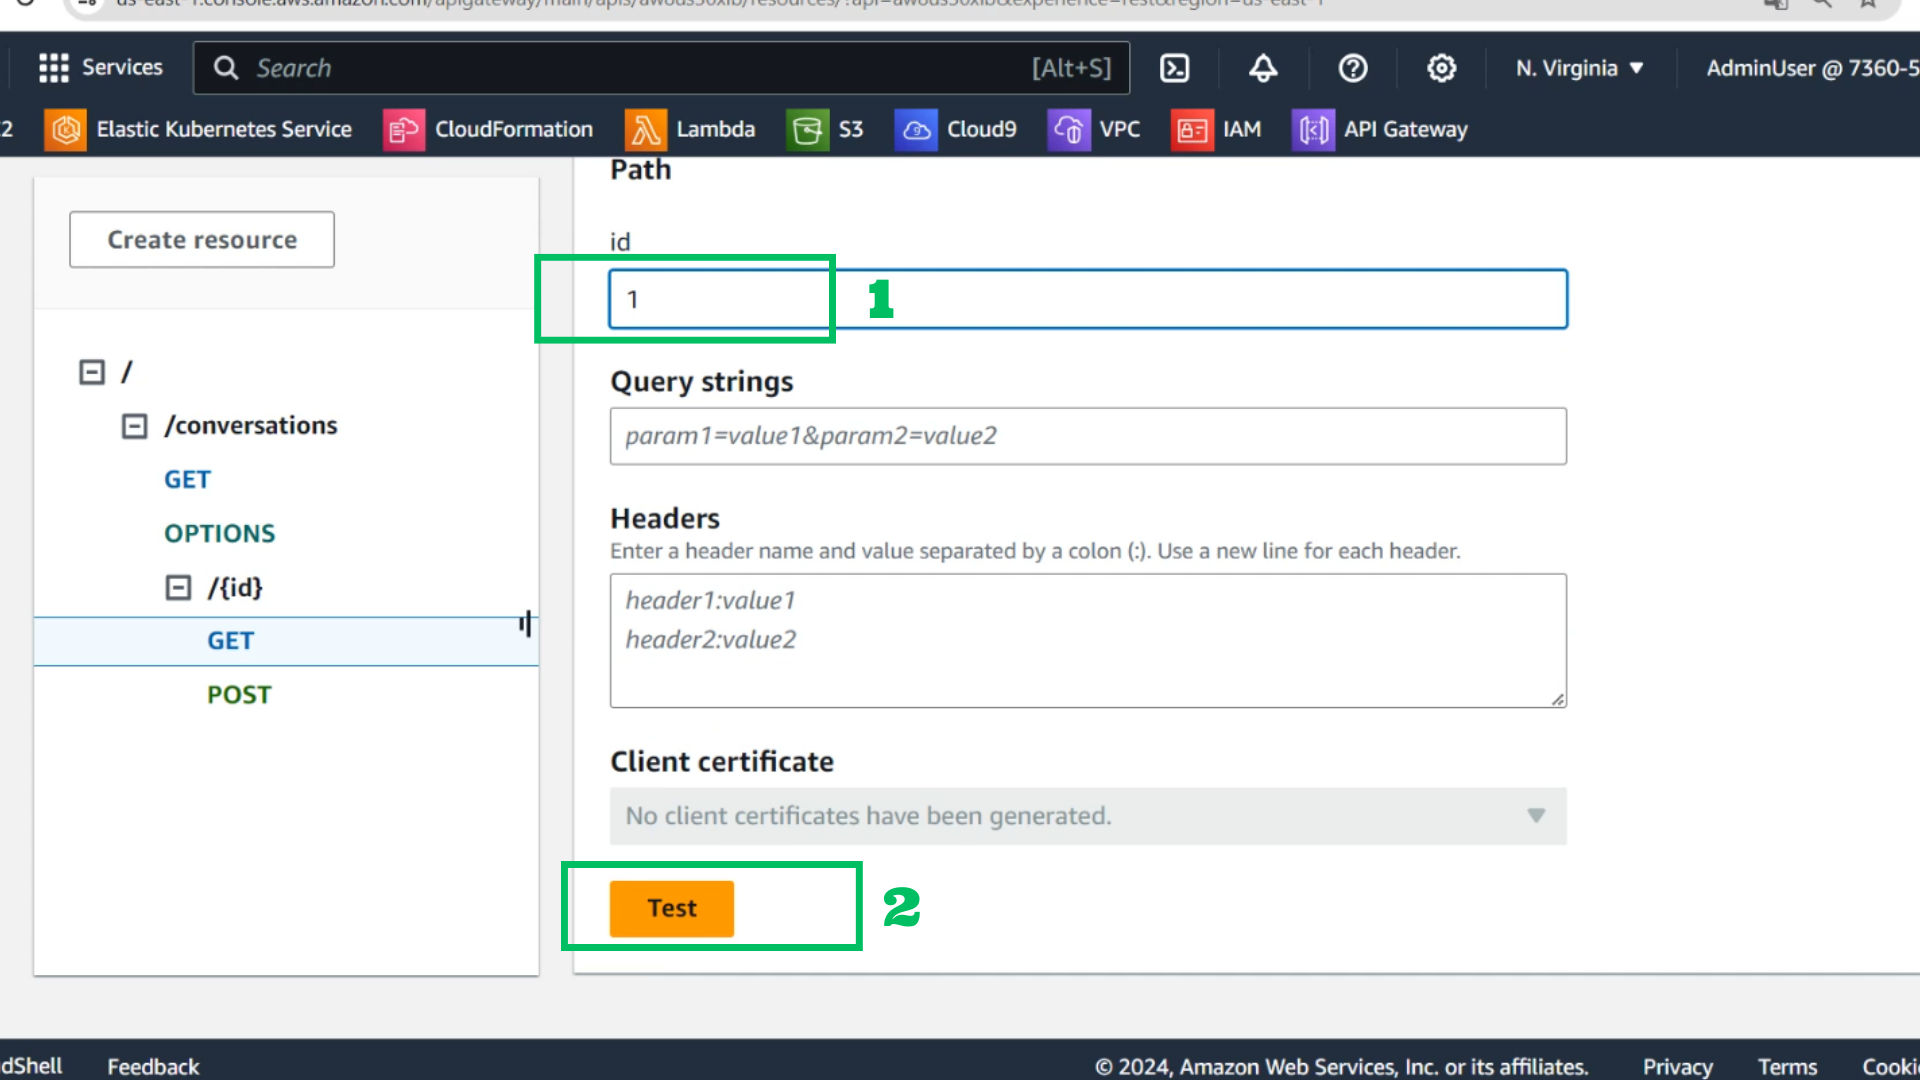 Services
Search
[Alt+S]
N. Virginia ▼
AdminUser @ 7360-5
2
Elastic Kubernetes Service
CloudFormation
Lambda
S3
Cloud9
VPC
IAM
API Gateway
Create resource
/
/conversations
GET
OPTIONS
/{id}
GET
POST
Path
id
1
1
Query strings
param1=value1&param2=value2
Headers
Enter a header name and value separated by a colon (:). Use a new line for each header.
header1:value1
header2:value2
Client certificate
No client certificates have been generated.
Test
2
dShell
Feedback
© 2024, Amazon Web Services, Inc. or its affiliates.
Privacy
Terms
Cooki